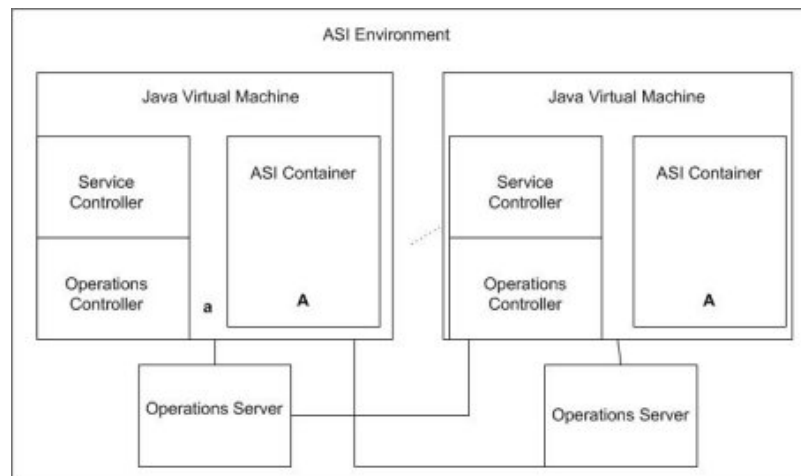 ASI Environment
Java Virtual Machine
Service
Controller
Operations
Controller
a
ASI Container
A
Java Virtual Machine
Service
Controller
Operations
Controller
ASI Container
A
Operations Server
Operations Server